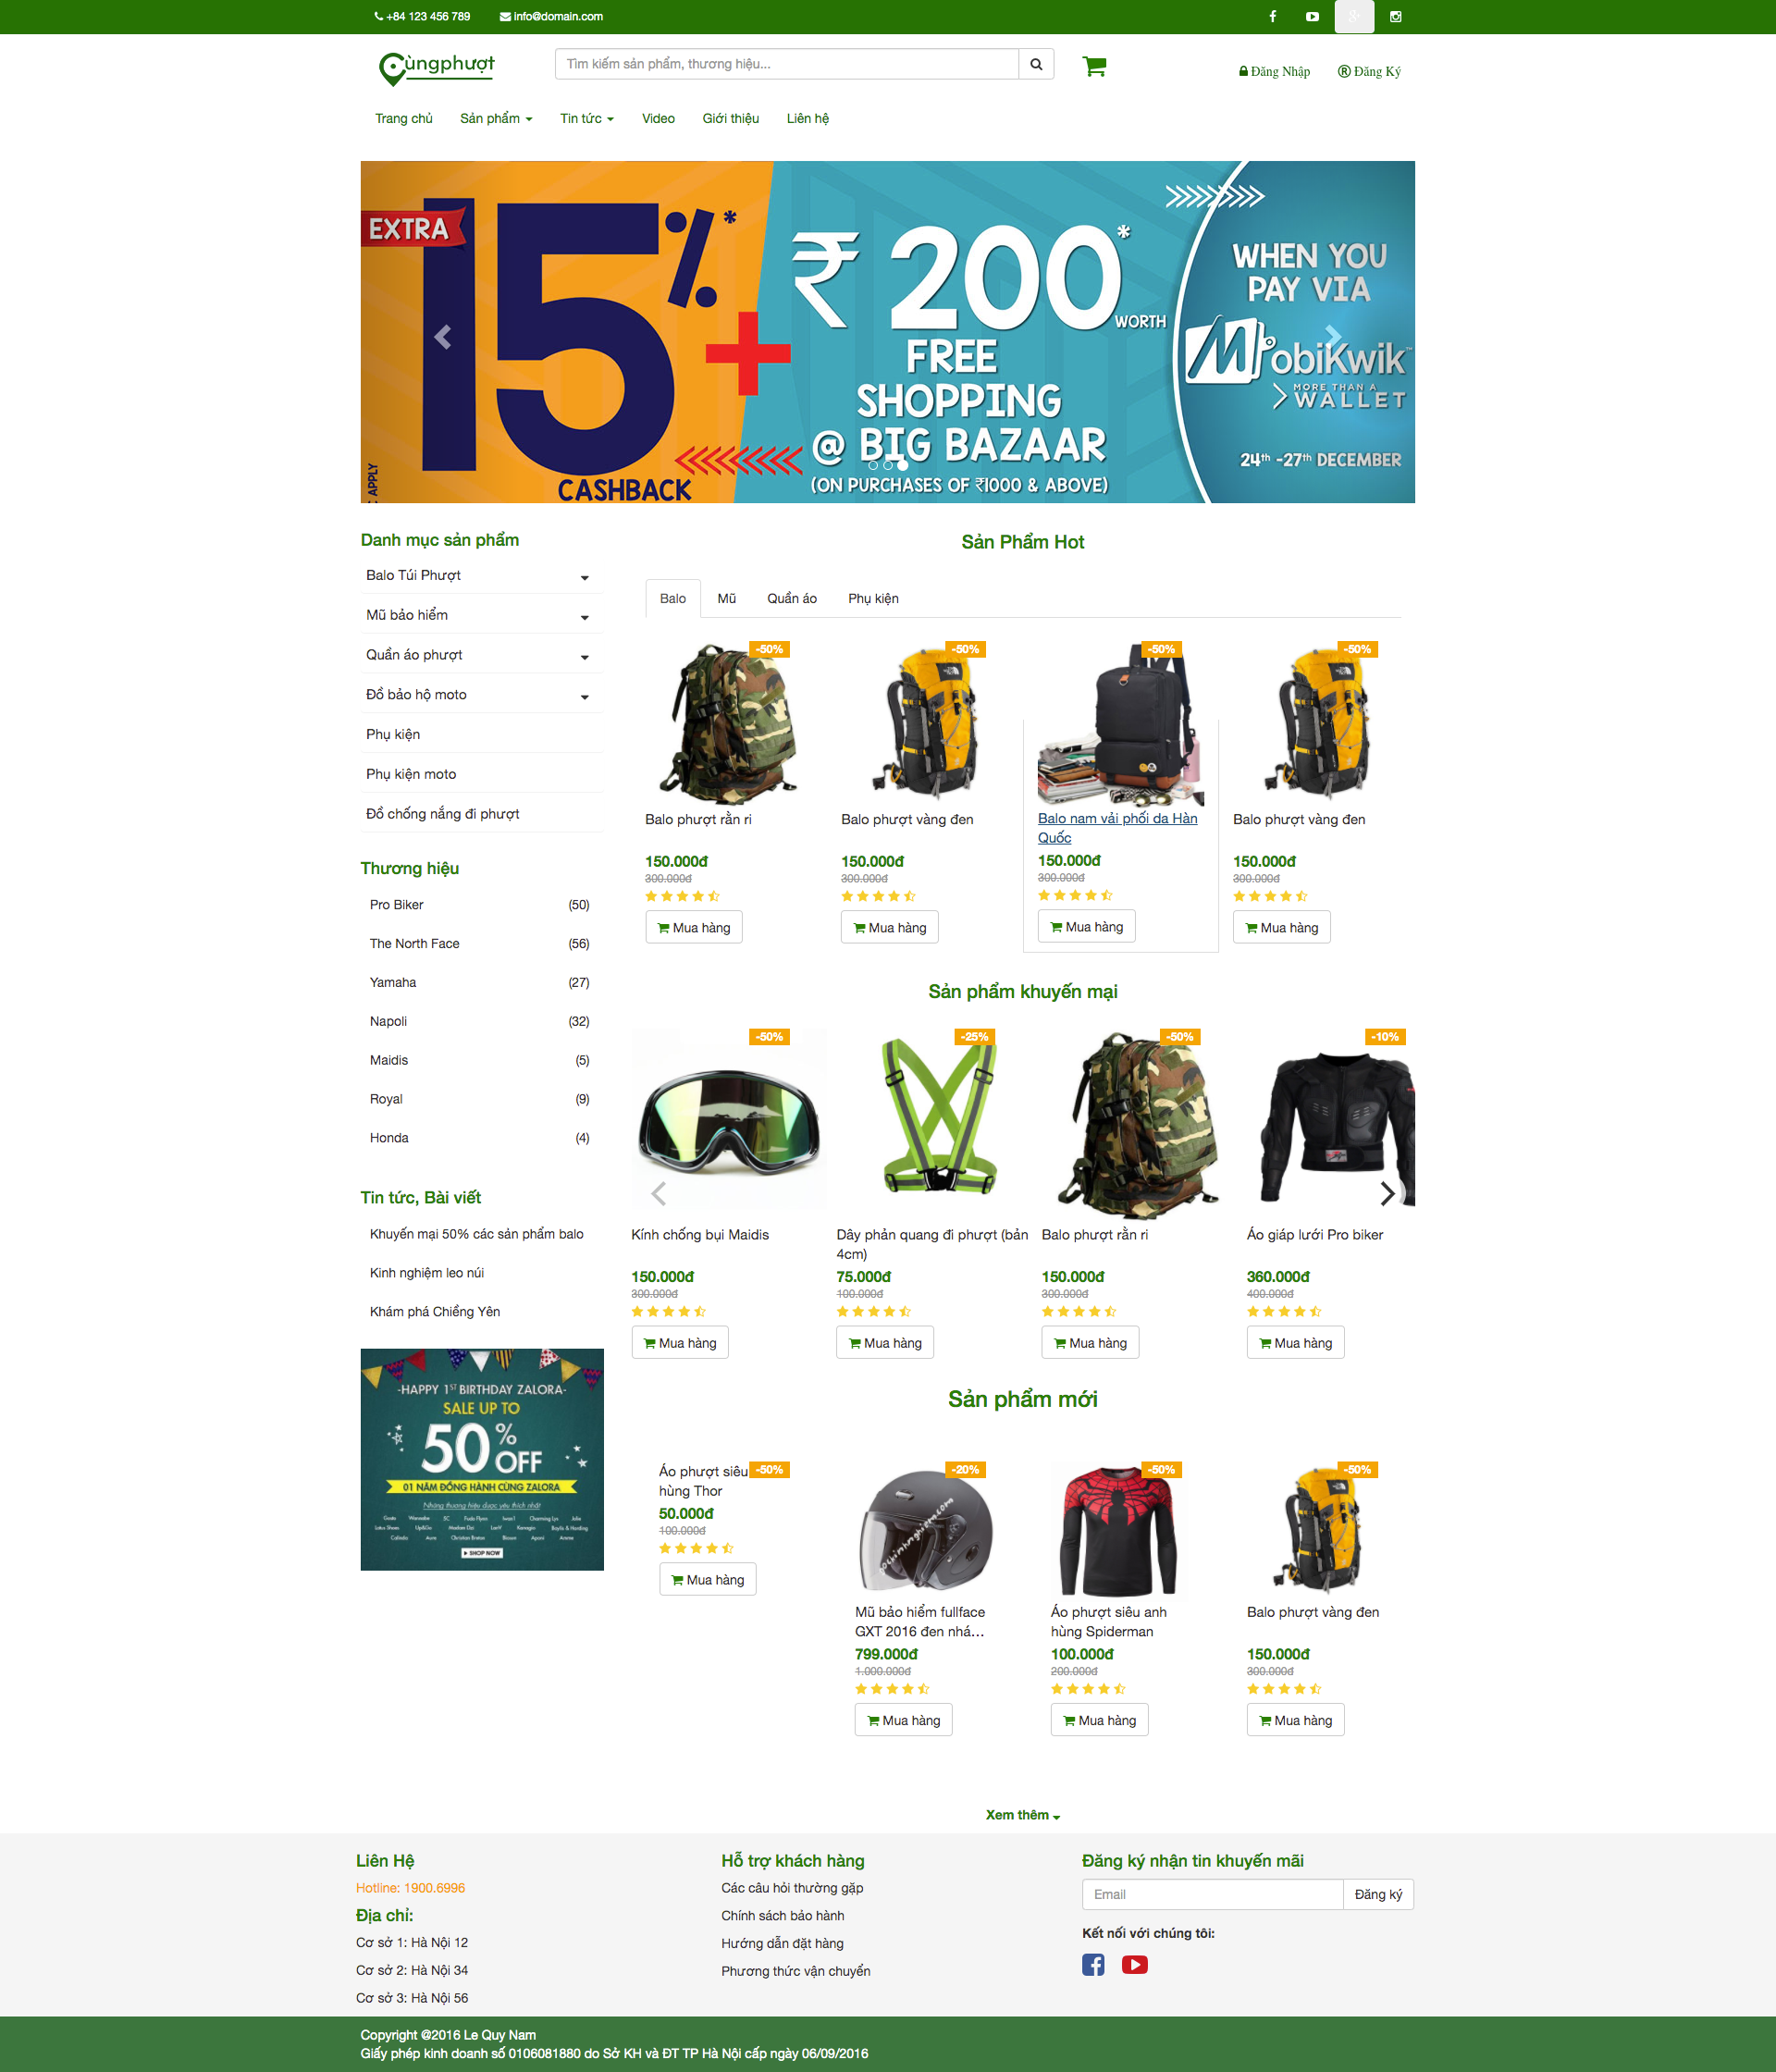 +84 123 456 789
info@domain.com
Cùngphượt
Tìm kiếm sản phẩm, thương hiệu...
Đăng Nhập
® Đăng Ký
Trang chủ
Sản phẩm
Tin tức
Video
Giới thiệu
Liên hệ
EXTRA
15%*
CASHBACK
APPLY
+
₹ 200*
WORTH
FREE
SHOPPING
@ BIG BAZAAR
(ON PURCHASES OF ₹1000 & ABOVE)
WHEN YOU
PAY VIA
MobiKwik™
MORE THAN A
WALLET
24th -27th DECEMBER
Danh mục sản phẩm
Balo Túi Phượt
Mũ bảo hiểm
Quần áo phượt
Đồ bảo hộ moto
Phụ kiện
Phụ kiện moto
Đồ chống nắng đi phượt
Thương hiệu
Pro Biker (50)
The North Face (56)
Yamaha (27)
Napoli (32)
Maidis (5)
Royal (9)
Honda (4)
Tin tức, Bài viết
Khuyến mại 50% các sản phẩm balo
Kinh nghiệm leo núi
Khám phá Chiềng Yên
-HAPPY 1ST BIRTHDAY ZALORA-
SALE UP TO
50% OFF
01 NĂM ĐỒNG HÀNH CÙNG ZALORA
Những thương hiệu được yêu thích nhất
SHOP NOW
Sản Phẩm Hot
Balo
Mũ
Quần áo
Phụ kiện
-50%
Balo phượt rằn ri
150.000đ
300.000đ
Mua hàng
-50%
Balo phượt vàng đen
150.000đ
300.000đ
Mua hàng
-50%
Balo nam vải phối da Hàn
Quốc
150.000đ
300.000đ
Mua hàng
-50%
Balo phượt vàng đen
150.000đ
300.000đ
Mua hàng
Sản phẩm khuyến mại
-50%
Kính chống bụi Maidis
150.000đ
300.000đ
Mua hàng
-25%
Dây phản quang đi phượt (bản
4cm)
75.000đ
100.000đ
Mua hàng
-50%
Balo phượt rằn ri
150.000đ
300.000đ
Mua hàng
-10%
Áo giáp lưới Pro biker
360.000đ
400.000đ
Mua hàng
Sản phẩm mới
-50%
Áo phượt siêu
hùng Thor
50.000đ
100.000đ
Mua hàng
-20%
Mũ bảo hiểm fullface
GXT 2016 đen nhá...
799.000đ
1.000.000đ
Mua hàng
-50%
Áo phượt siêu anh
hùng Spiderman
100.000đ
200.000đ
Mua hàng
-50%
Balo phượt vàng đen
150.000đ
300.000đ
Mua hàng
Xem thêm
Liên Hệ
Hotline: 1900.6996
Địa chỉ:
Cơ sở 1: Hà Nội 12
Cơ sở 2: Hà Nội 34
Cơ sở 3: Hà Nội 56
Hỗ trợ khách hàng
Các câu hỏi thường gặp
Chính sách bảo hành
Hướng dẫn đặt hàng
Phương thức vận chuyển
Đăng ký nhận tin khuyến mãi
Email
Đăng ký
Kết nối với chúng tôi:
Copyright @2016 Le Quy Nam
Giấy phép kinh doanh số 0106081880 do Sở KH và ĐT TP Hà Nội cấp ngày 06/09/2016